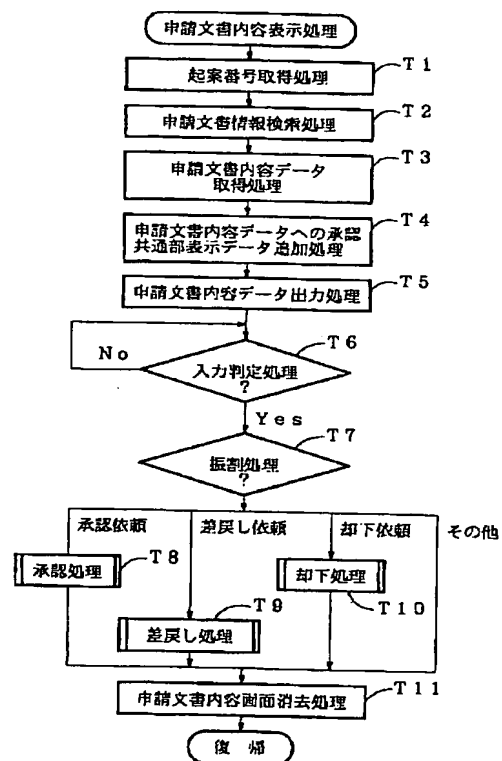 申請文書内容表示処理
T1
起案番号取得処理
T2
申請文書情報検索処理
T3
申請文書内容データ
取得処理
T4
申請文書内容データへの承認
共通部表示データ追加処理
T5
申請文書内容データ出力処理
T6
No
入力判定処理
?
Yes
T7
振割処理
?
承認依頼 差戻し依頼 却下依頼 その他
T8
承認処理
却下処理
T9
T10
差戻し処理
T11
申請文書内容画面消去処理
復 帰